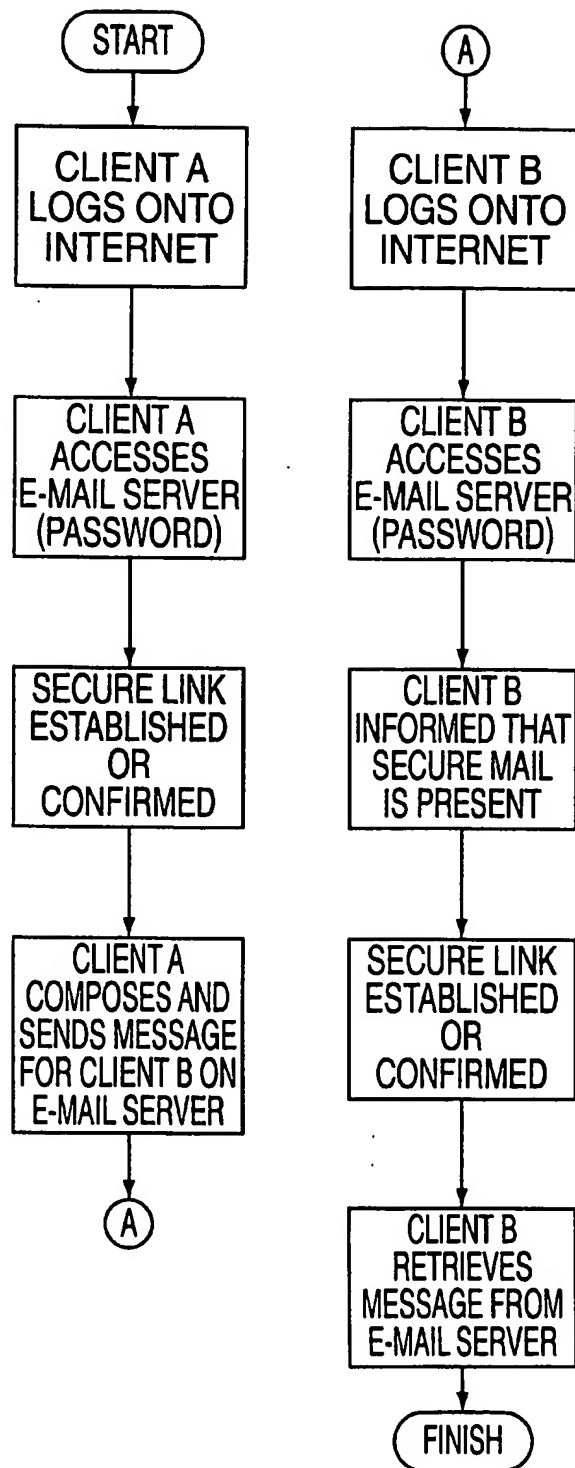 START
CLIENT A
LOGS ONTO
INTERNET
CLIENT A
ACCESSES
E-MAIL SERVER
(PASSWORD)
SECURE LINK
ESTABLISHED
OR
CONFIRMED
CLIENT A
COMPOSES AND
SENDS MESSAGE
FOR CLIENT B ON
E-MAIL SERVER
A
A
CLIENT B
LOGS ONTO
INTERNET
CLIENT B
ACCESSES
E-MAIL SERVER
(PASSWORD)
CLIENT B
INFORMED THAT
SECURE MAIL
IS PRESENT
SECURE LINK
ESTABLISHED
OR
CONFIRMED
CLIENT B
RETRIEVES
MESSAGE FROM
E-MAIL SERVER
FINISH